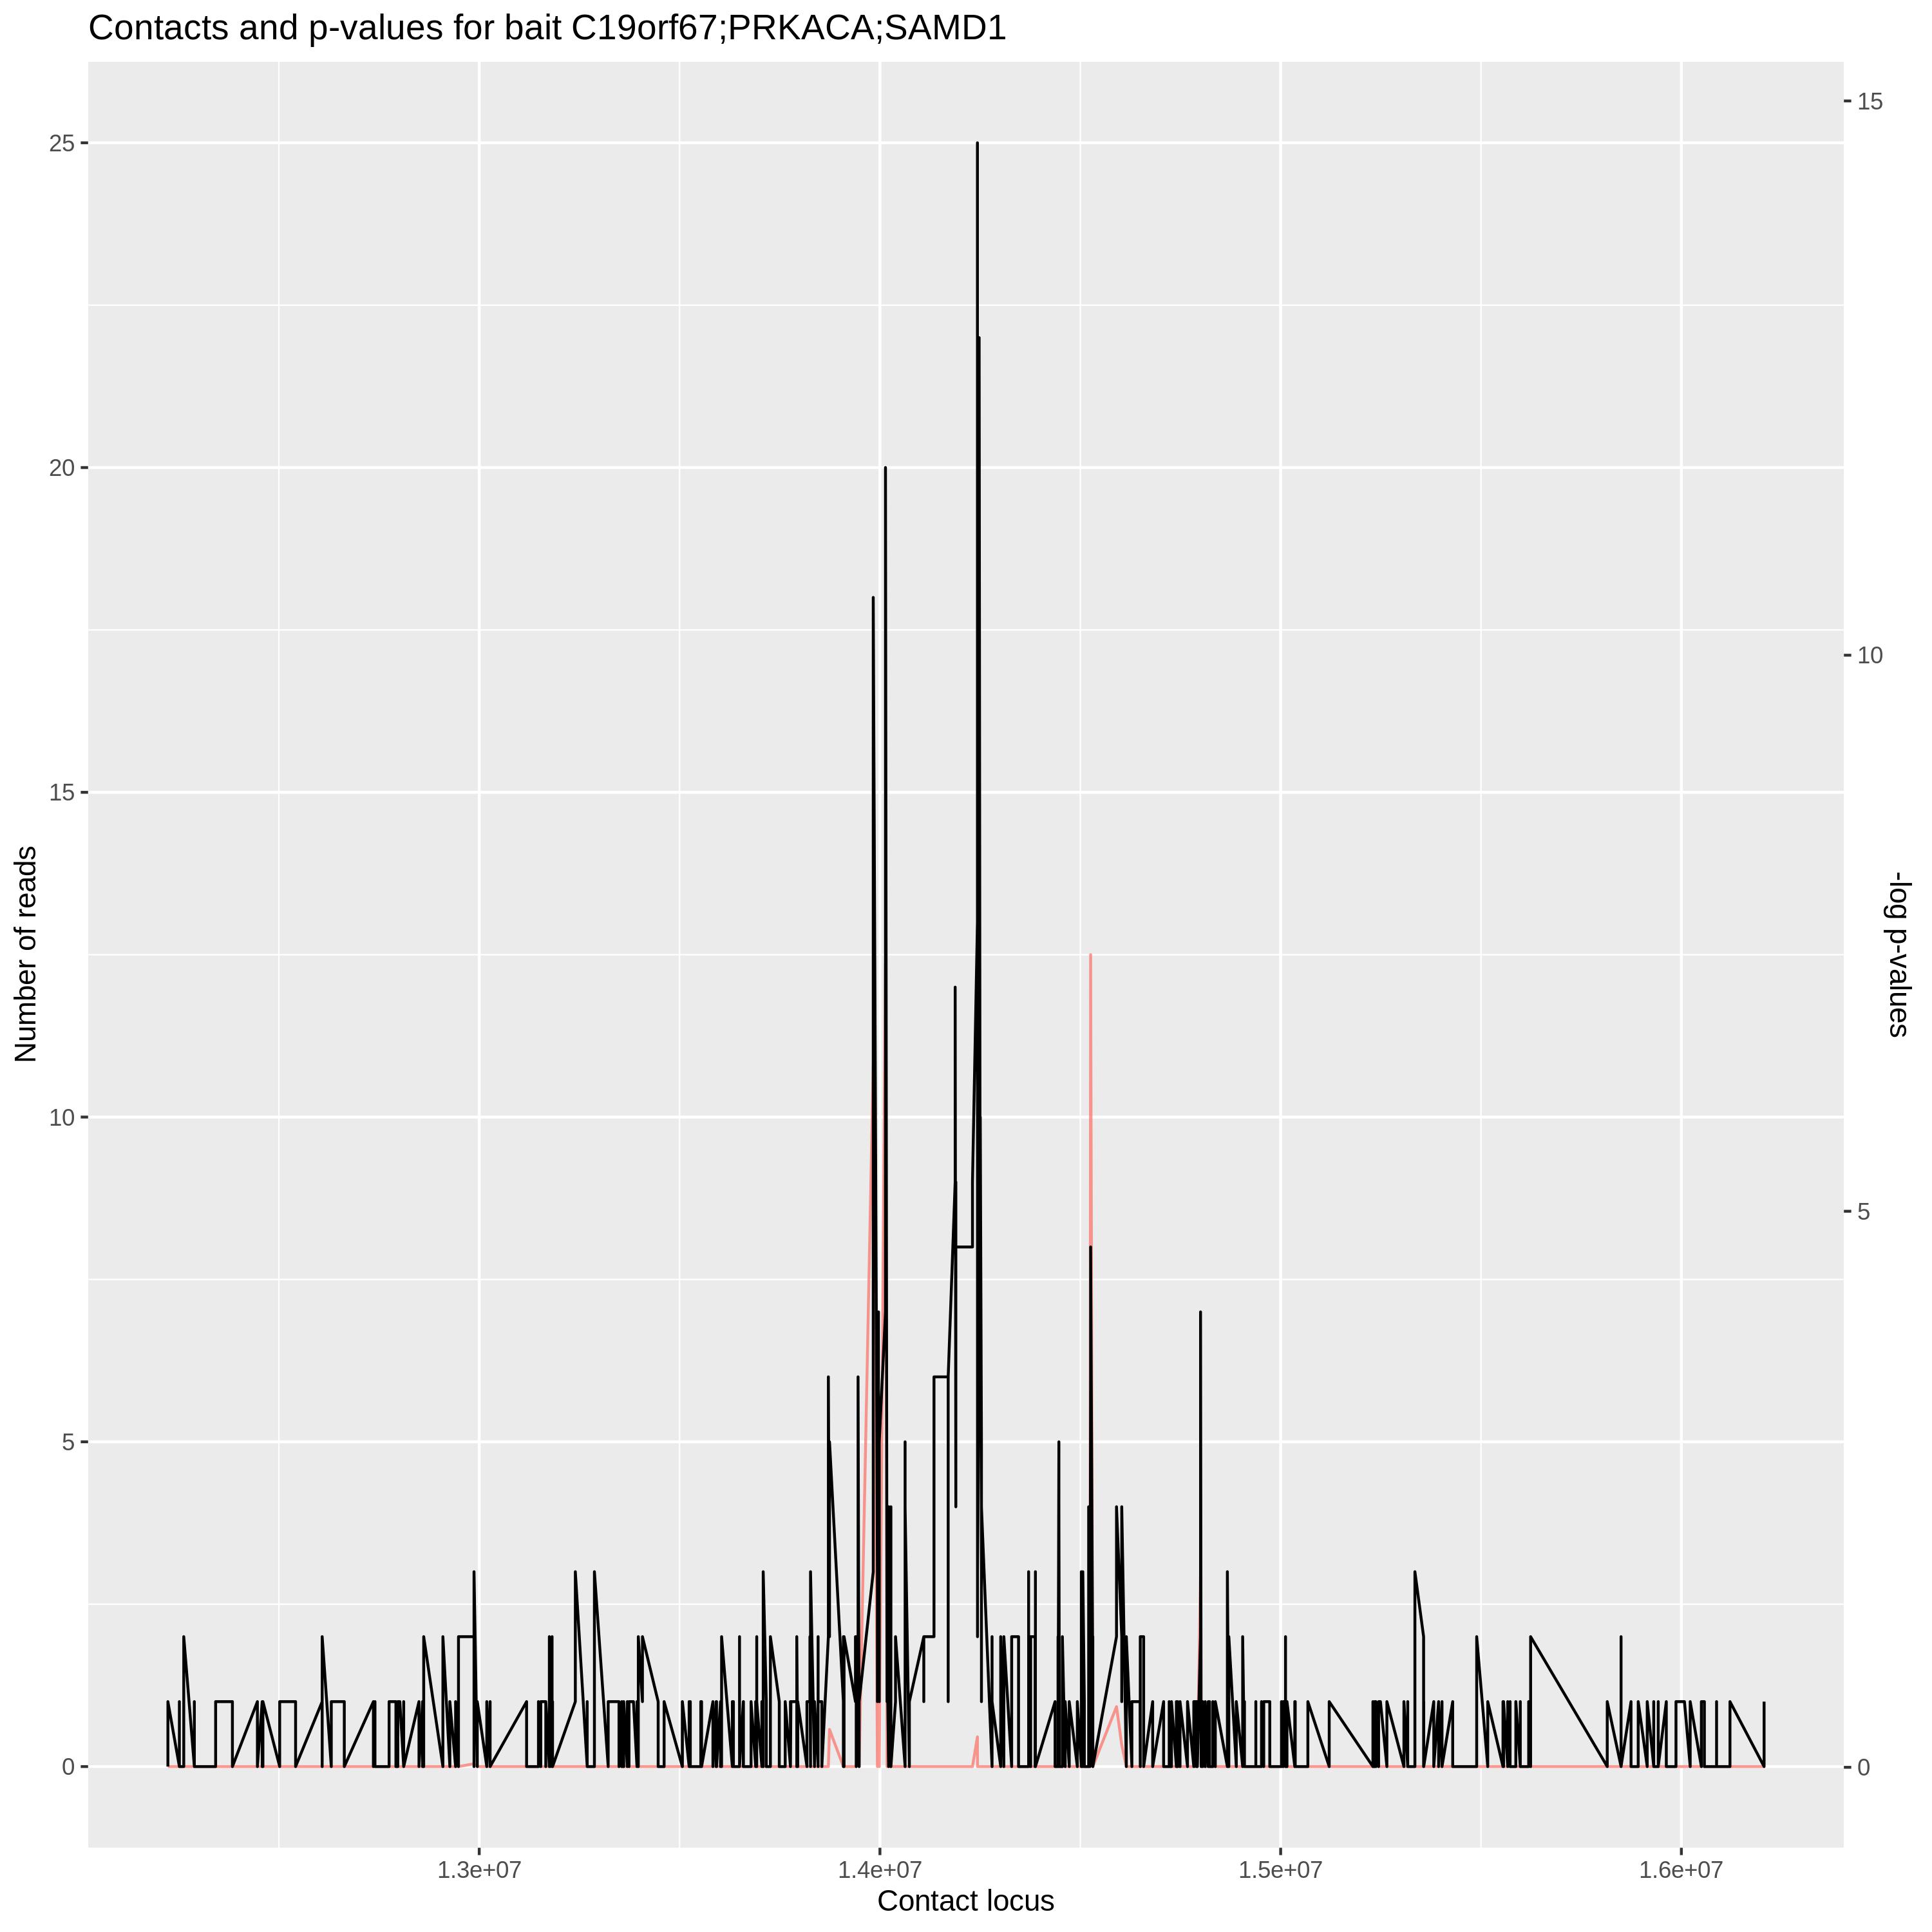 Contacts and p-values for bait C19orf67;PRKACA;SAMD1
25
20
15
10
5
0
Number of reads
15
10
5
0
-log p-values
1.3e+07
1.4e+07
1.5e+07
1.6e+07
Contact locus